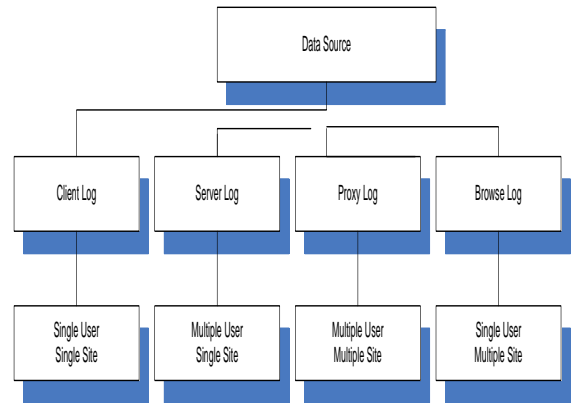 Data Source
Client Log
Server Log
Proxy Log
Browse Log
Single User
Single Site
Multiple User
Single Site
Multiple User
Multiple Site
Single User
Multiple Site